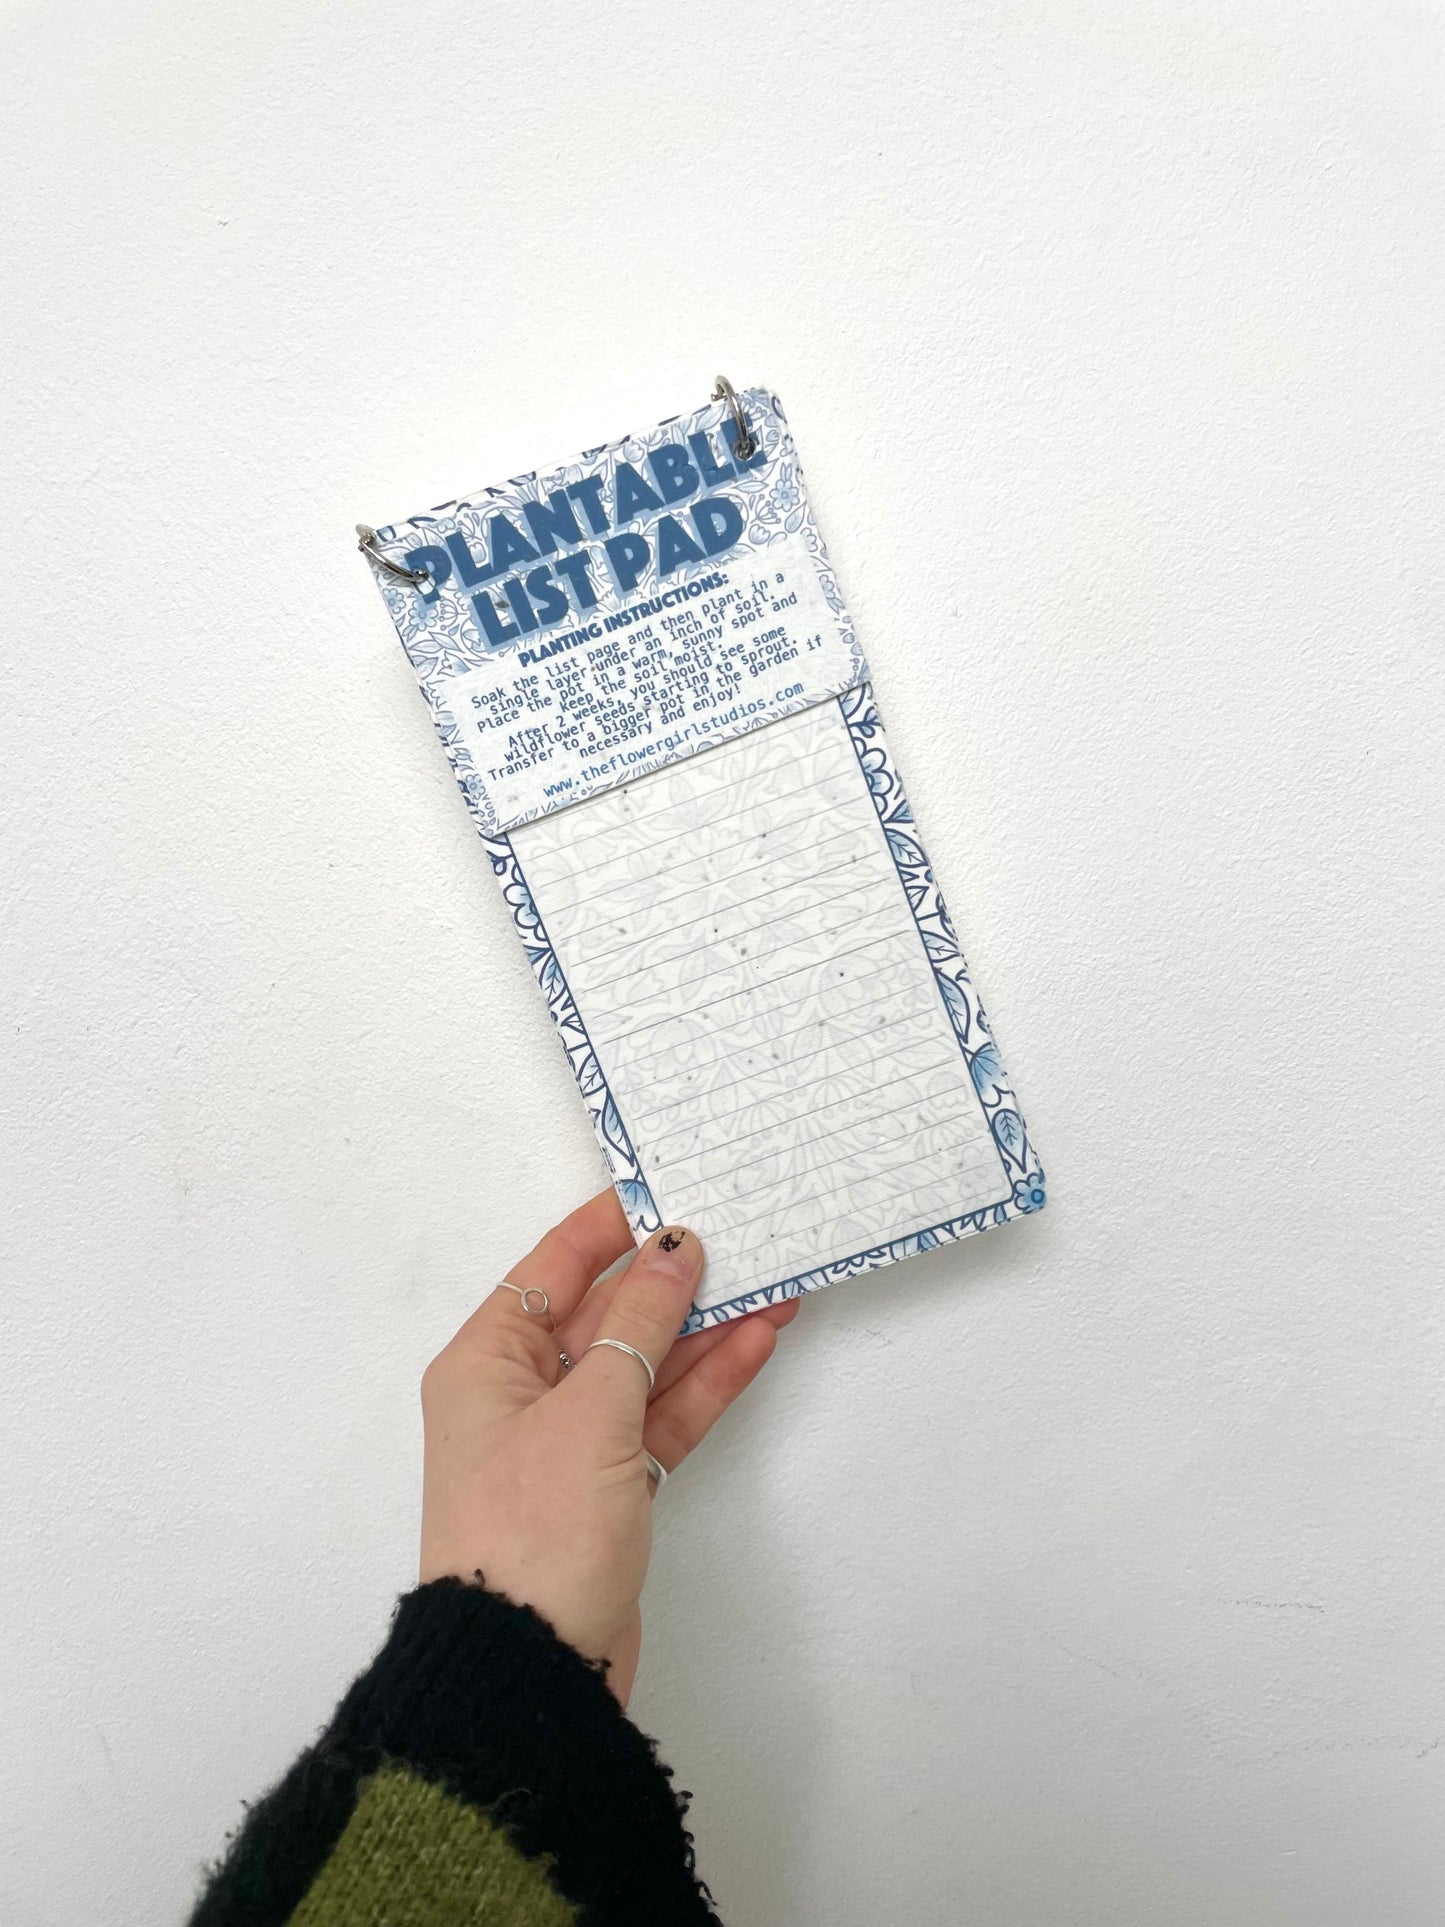 PLANTABLE
LIST PAD
PLANTING INSTRUCTIONS:
Soak the list page and then plant in a
single layer under an inch of soil.
Place the pot in a warm, sunny spot and
keep the soil moist.
After 2 weeks, you should see some
wildflower seeds starting to sprout.
Transfer to a bigger pot in the garden if
necessary and enjoy!
www.theflowergirlstudios.com